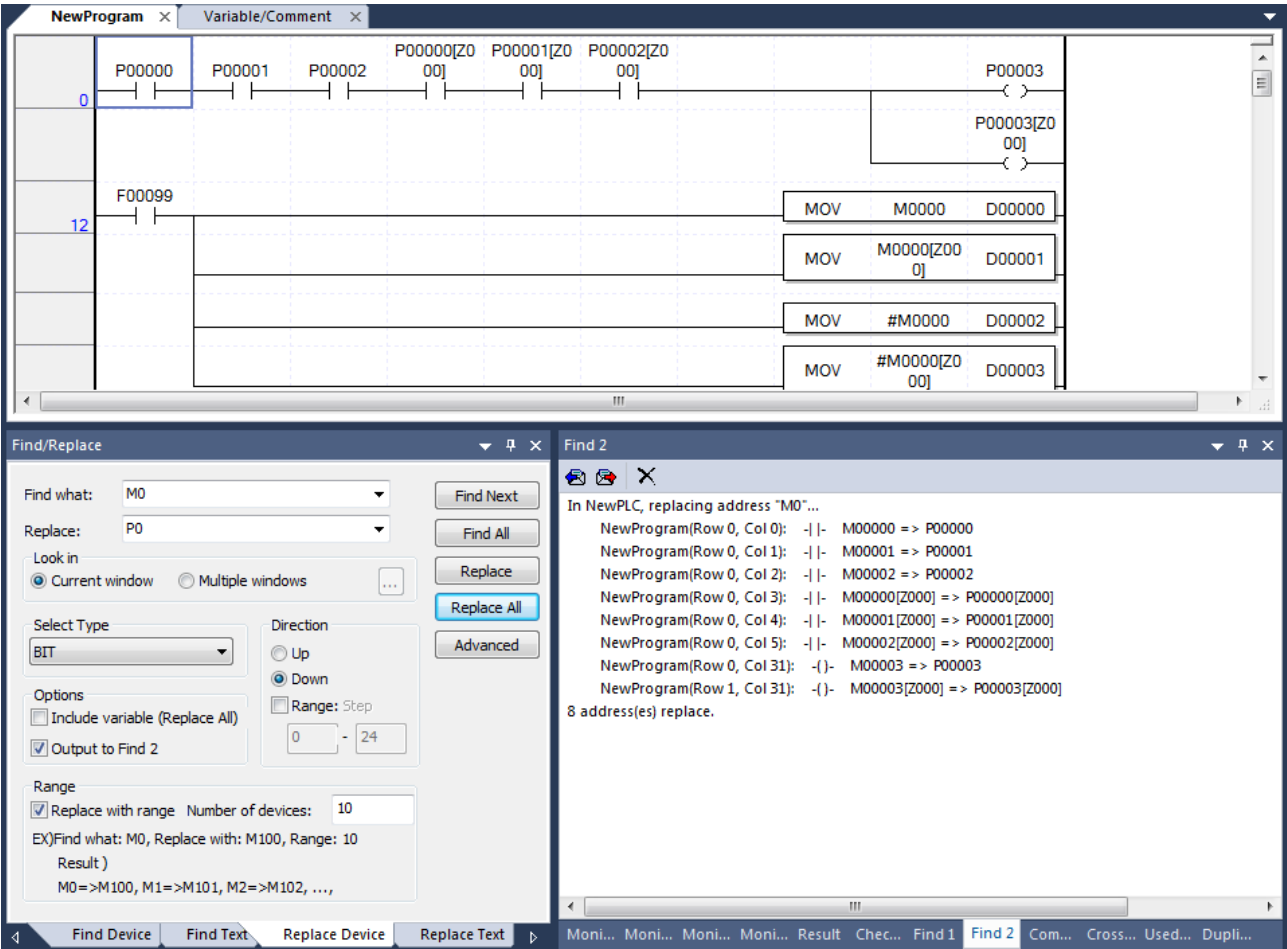 NewProgram Variable/Comment
P00000 P00001 P00002 P00000[Z0 P00001[Z0 P00002[Z0 P00003
00] 00] 00]
0
P00003[Z0
00]
F00099
12
MOV M0000 D00000
MOV M0000[Z00 D00001
0]
MOV #M0000 D00002
MOV #M0000[Z0 D00003
00]
Find/Replace
Find what: M0 Find Next
Replace: P0 Find All
Look in
Current window Multiple windows ... Replace
Replace All
Select Type Direction
BIT Up Advanced
Down
Options
Include variable (Replace All) Range: Step
Output to Find 2 0 - 24
Range
Replace with range Number of devices: 10
EX)Find what: M0, Replace with: M100, Range: 10
Result )
M0=>M100, M1=>M101, M2=>M102, ...,
Find Device Find Text Replace Device Replace Text
Find 2
In NewPLC, replacing address "M0"...
NewProgram(Row 0, Col 0): -| |- M00000 => P00000
NewProgram(Row 0, Col 1): -| |- M00001 => P00001
NewProgram(Row 0, Col 2): -| |- M00002 => P00002
NewProgram(Row 0, Col 3): -| |- M00000[Z000] => P00000[Z000]
NewProgram(Row 0, Col 4): -| |- M00001[Z000] => P00001[Z000]
NewProgram(Row 0, Col 5): -| |- M00002[Z000] => P00002[Z000]
NewProgram(Row 0, Col 31): -( )- M00003 => P00003
NewProgram(Row 1, Col 31): -( )- M00003[Z000] => P00003[Z000]
8 address(es) replace.
Moni... Moni... Moni... Moni... Result Chec... Find 1 Find 2 Com... Cross... Used... Dupli...